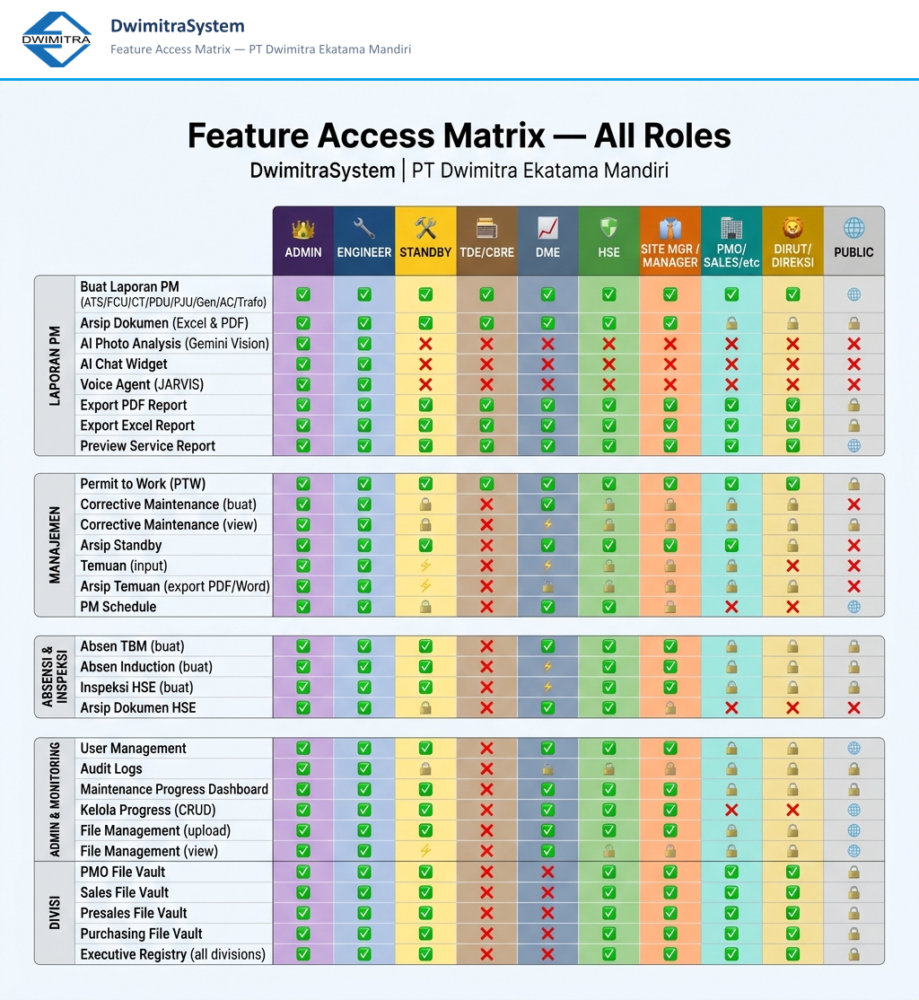 DWIMITRA
DwimitraSystem
Feature Access Matrix — PT Dwimitra Ekatama Mandiri
Feature Access Matrix — All Roles
DwimitraSystem | PT Dwimitra Ekatama Mandiri
ADMIN
ENGINEER
STANDBY
TDE/CBRE
DME
HSE
SITE MGR /
MANAGER
PMO/
SALES/etc
DIRUT/
DIREKSI
PUBLIC
LAPORAN PM
Buat Laporan PM
(ATS/FCU/CT/PDU/PJU/Gen/AC/Trafo)
Arsip Dokumen (Excel & PDF)
AI Photo Analysis (Gemini Vision)
AI Chat Widget
Voice Agent (JARVIS)
Export PDF Report
Export Excel Report
Preview Service Report
MANAJEMEN
Permit to Work (PTW)
Corrective Maintenance (buat)
Corrective Maintenance (view)
Arsip Standby
Temuan (input)
Arsip Temuan (export PDF/Word)
PM Schedule
ABSENSI &
INSPEKSI
Absen TBM (buat)
Absen Induction (buat)
Inspeksi HSE (buat)
Arsip Dokumen HSE
ADMIN & MONITORING
User Management
Audit Logs
Maintenance Progress Dashboard
Kelola Progress (CRUD)
File Management (upload)
File Management (view)
DIVISI
PMO File Vault
Sales File Vault
Presales File Vault
Purchasing File Vault
Executive Registry (all divisions)